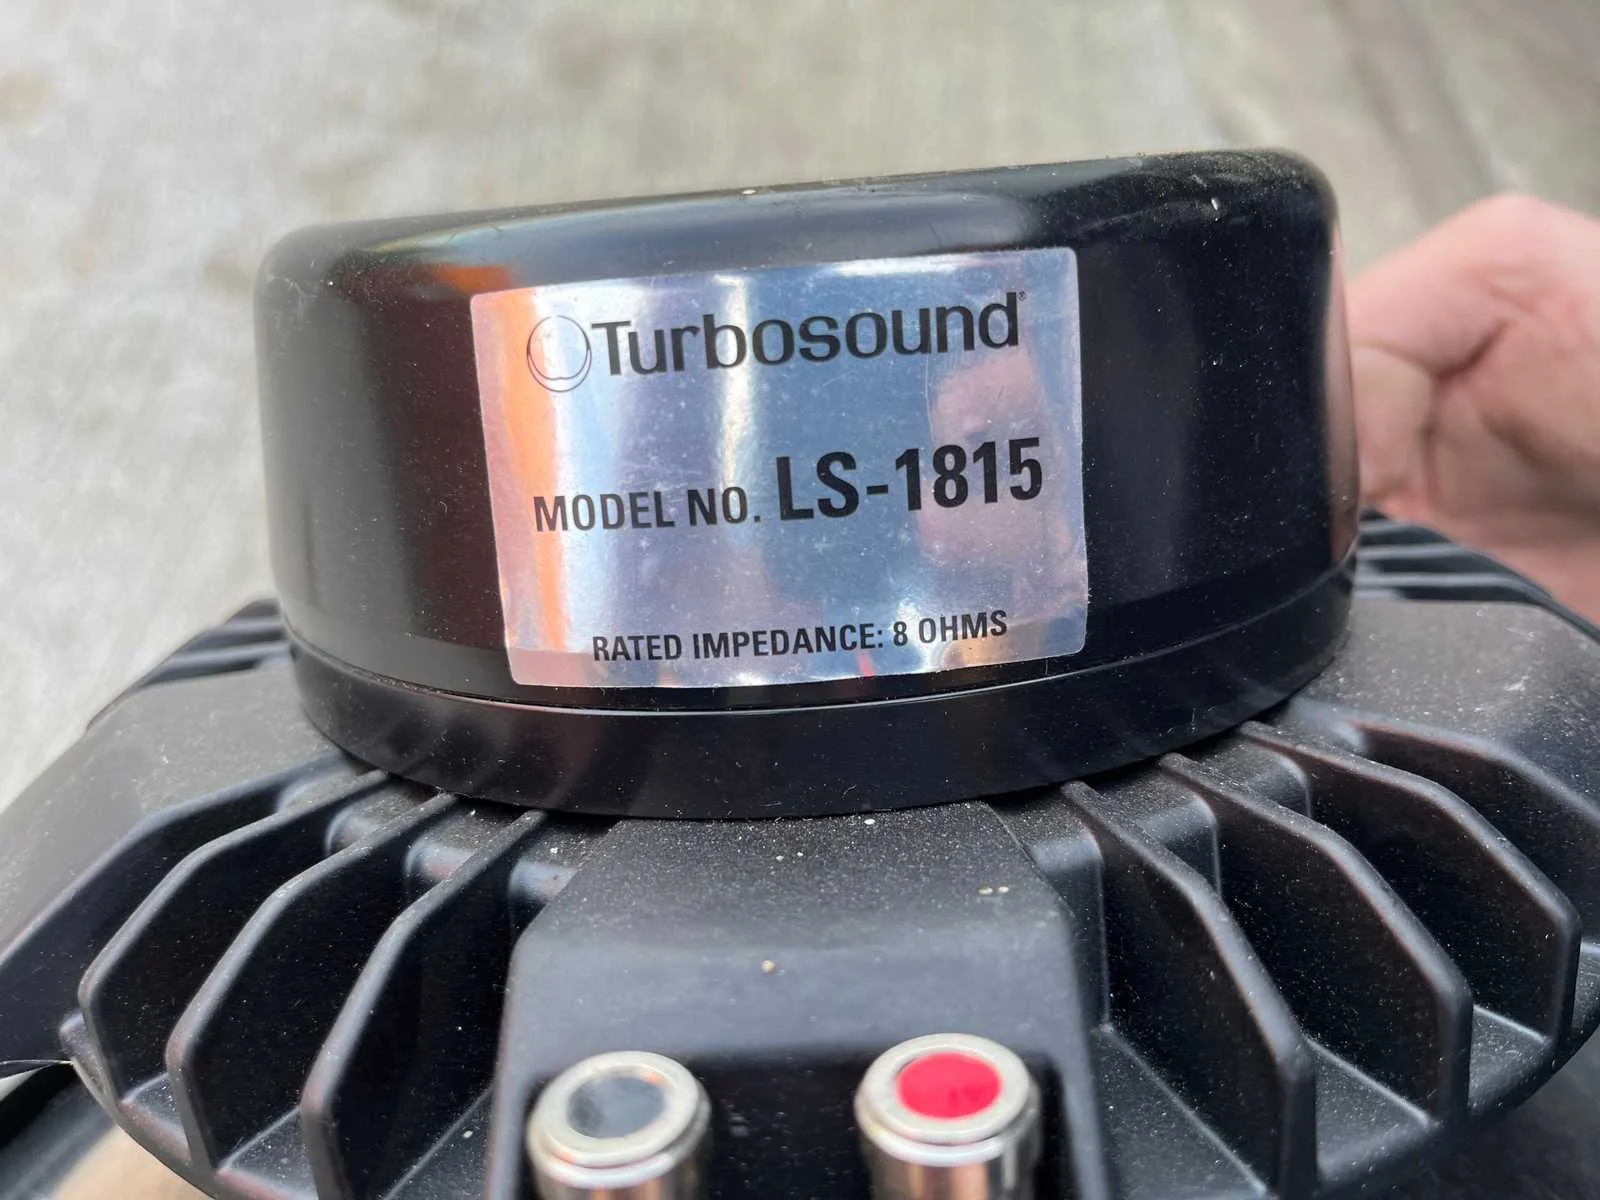 Turbosound®
MODEL NO. LS-1815
RATED IMPEDANCE: 8 OHMS